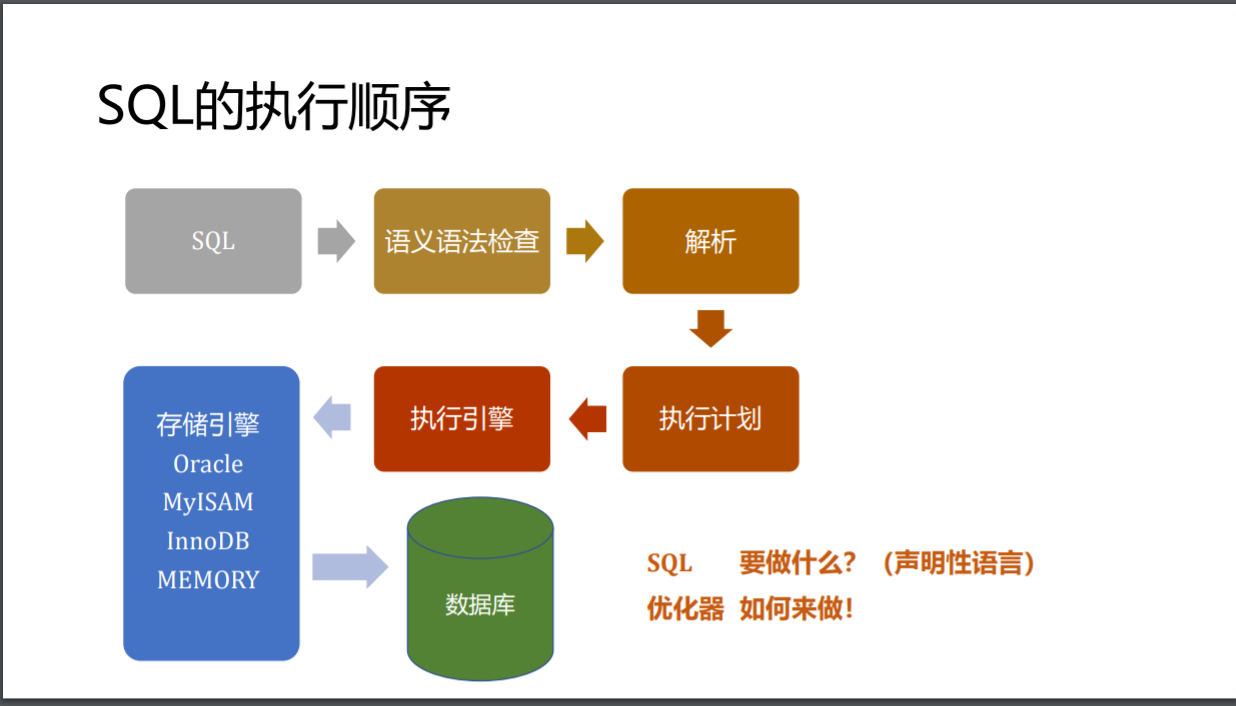 SQL的执行顺序
SQL
语义语法检查
解析
执行计划
执行引擎
存储引擎
Oracle
MyISAM
InnoDB
MEMORY
数据库
SQL 要做什么？（声明性语言）
优化器 如何来做！